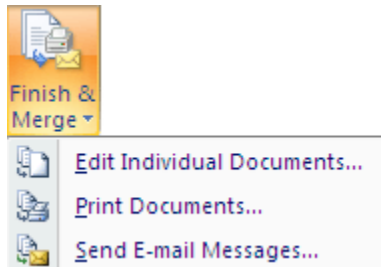 Finish &
Merge
Edit Individual Documents...
Print Documents...
Send E-mail Messages...